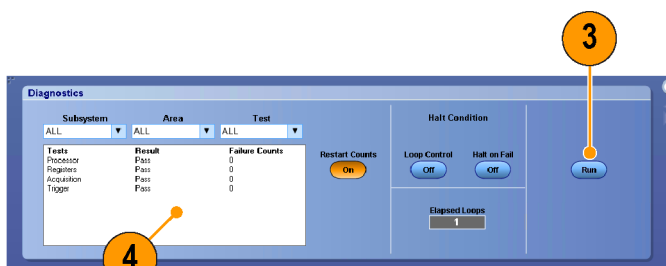 3
Diagnostics
Subsystem Area Test
ALL ALL ALL
Halt Condition
Tests Result Failure Counts
Processor Pass 0
Registers Pass 0
Acquisition Pass 0
Trigger Pass 0
Restart Counts
On
Loop Control Halt on Fail
Off Off
Run
Elapsed Loops
1
4